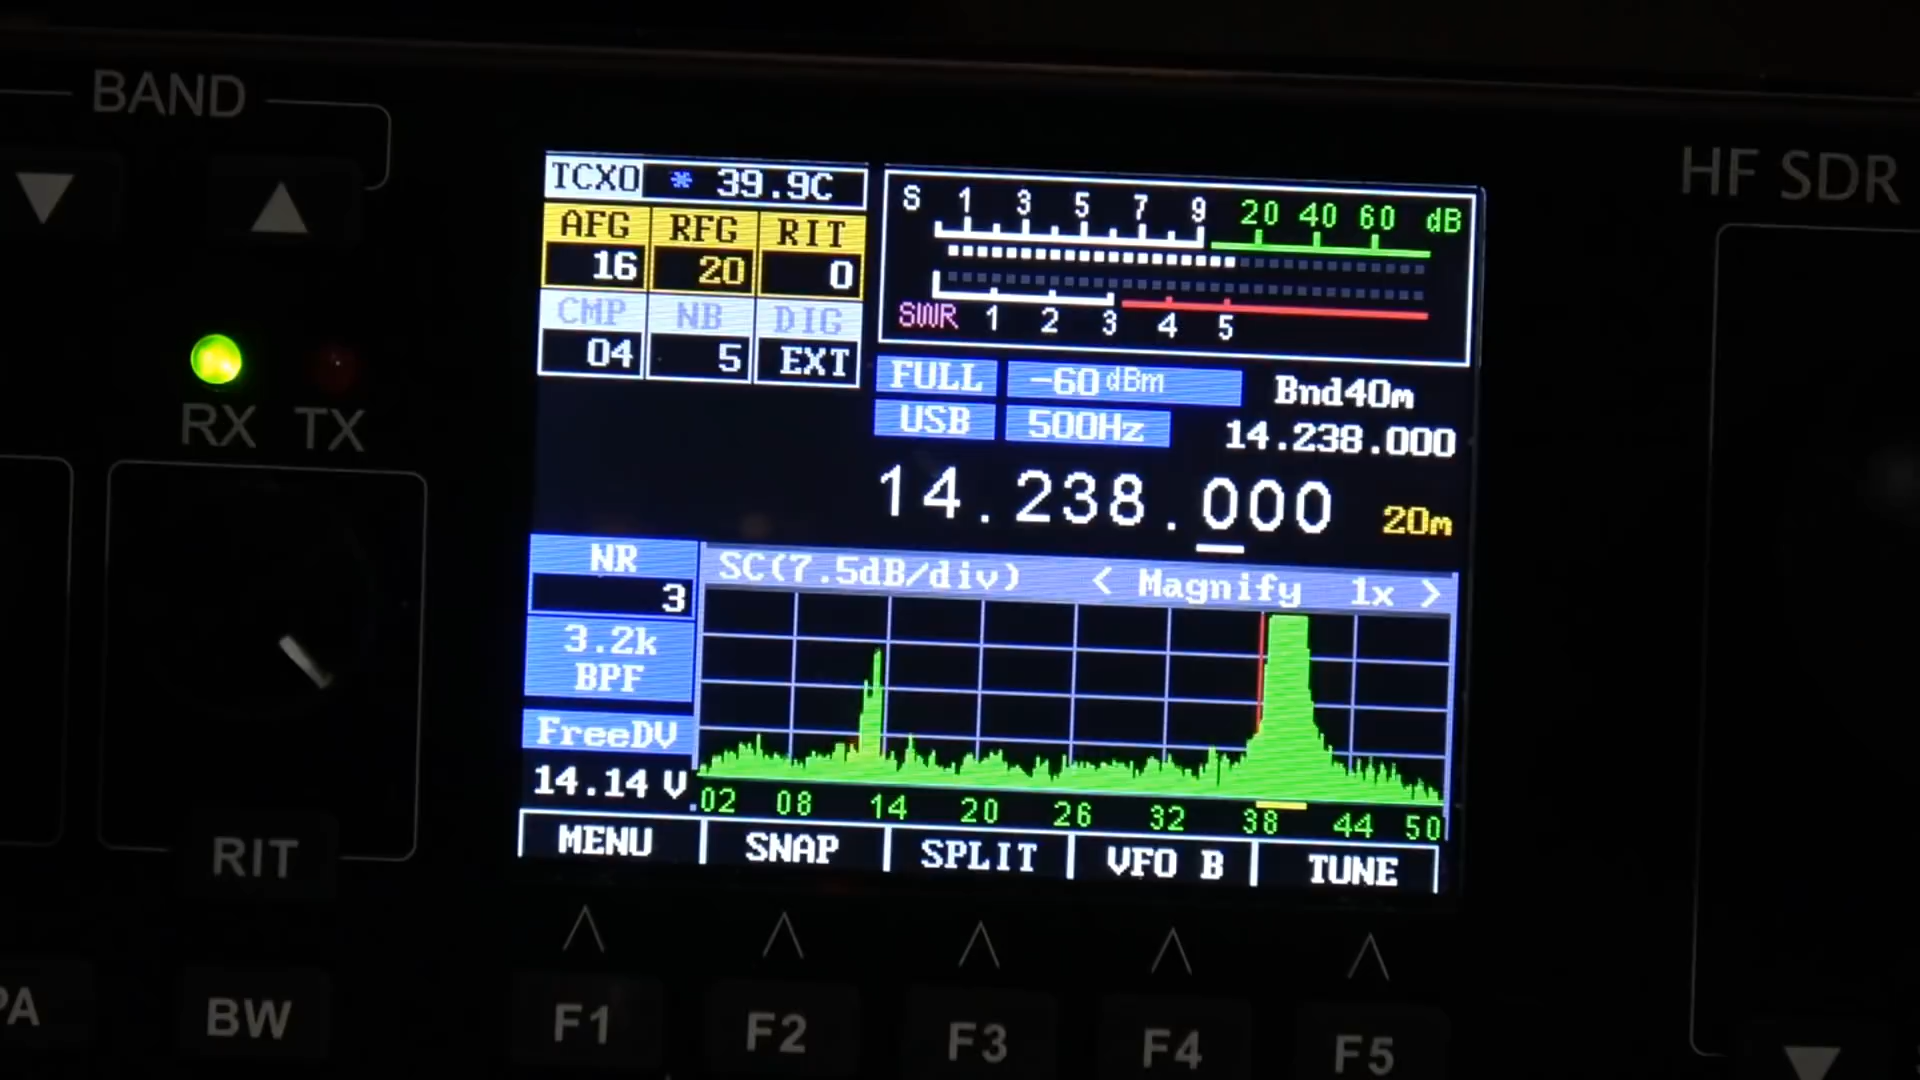 BAND
HF SDR
TCXO * 39.9C
AFG RFG RIT
16 20 0
CMP NB DIG
04 5 EXT
S 1 3 5 7 9 20 40 60 dB
SWR 1 2 3 4 5
RX TX
FULL -60dBm Bnd40m
USB 500Hz 14.238.000
14.238.000 20m
NR
3
SC(7.5dB/div) < Magnify 1x >
3.2k
BPF
FreeDV
14.14 V
.02 08 14 20 26 32 38 44 50
MENU SNAP SPLIT VFO B TUNE
RIT
PA BW F1 F2 F3 F4 F5